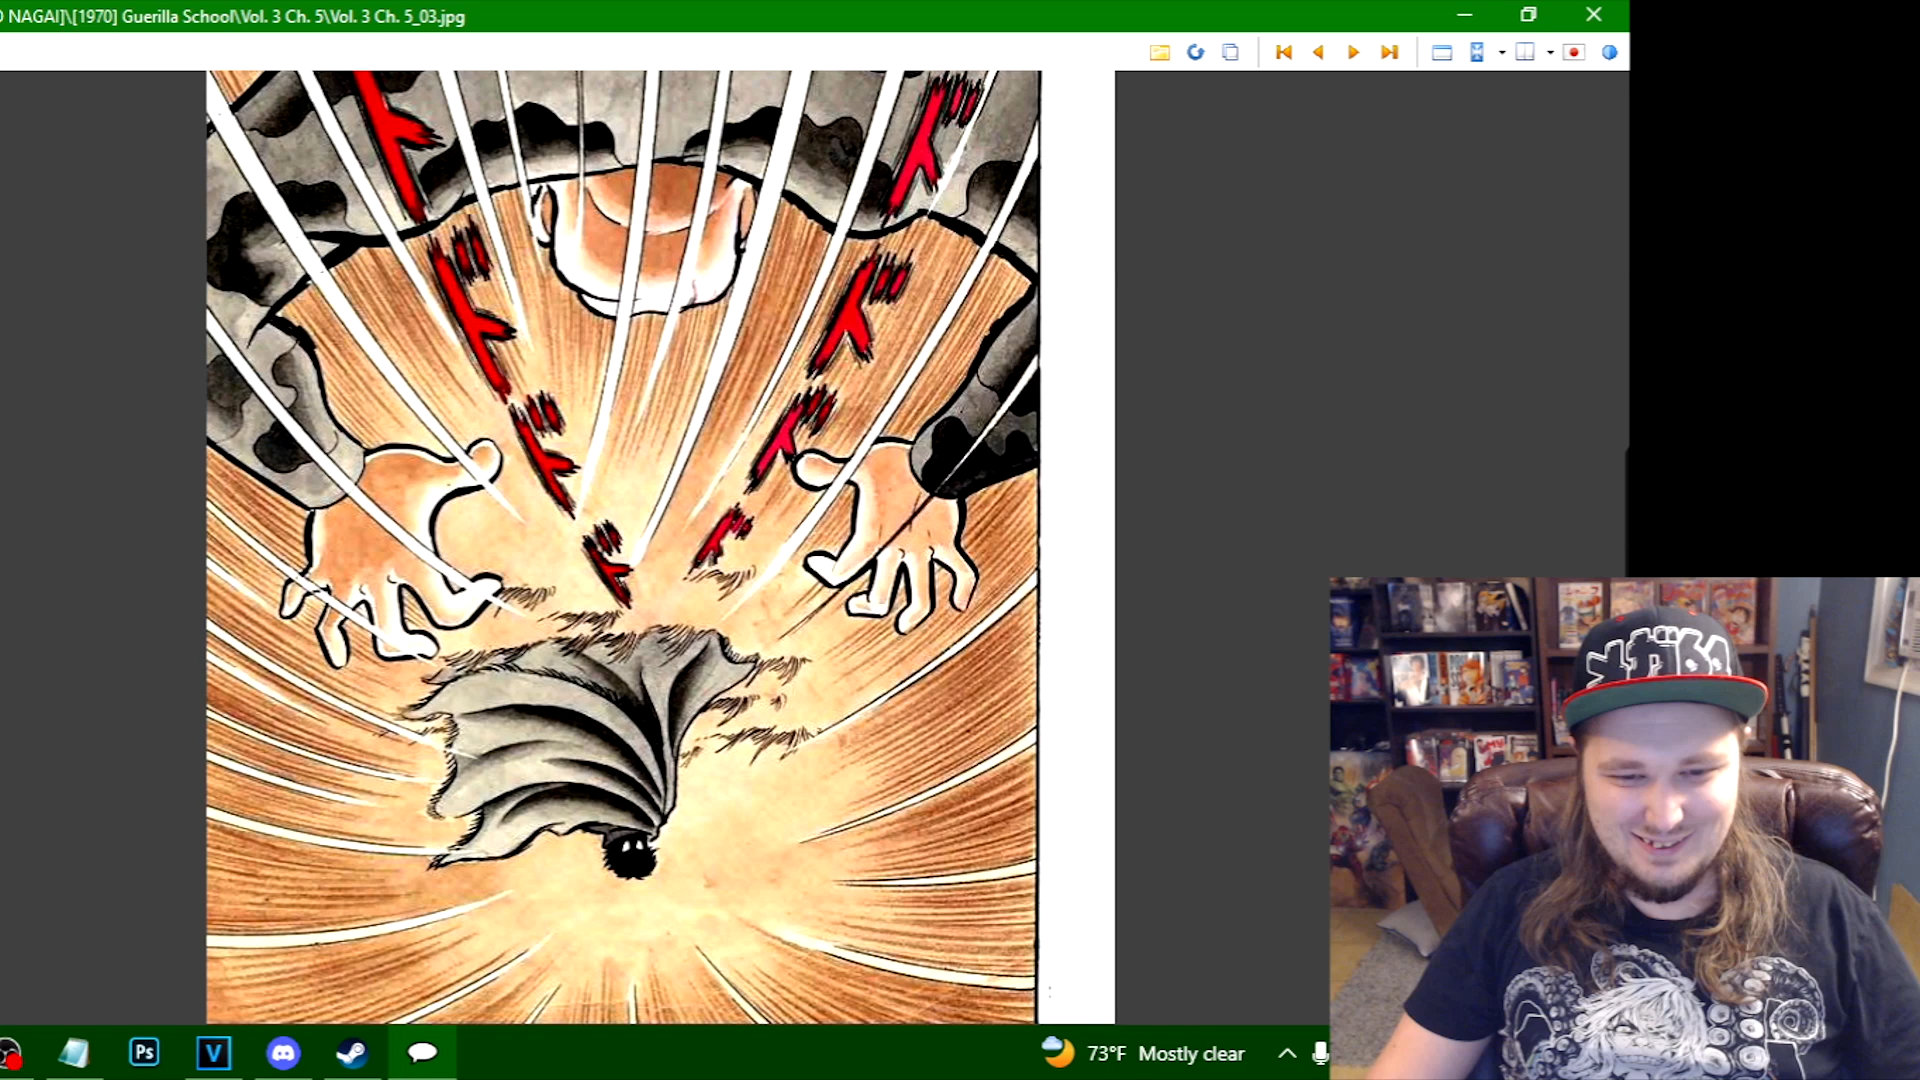 O NAGAI]\[1970] Guerilla School\Vol. 3 Ch. 5\Vol. 3 Ch. 5_03.jpg
ド
ド
ド
ド
ド
ド
ド
ド
Ps
V
73°F Mostly clear